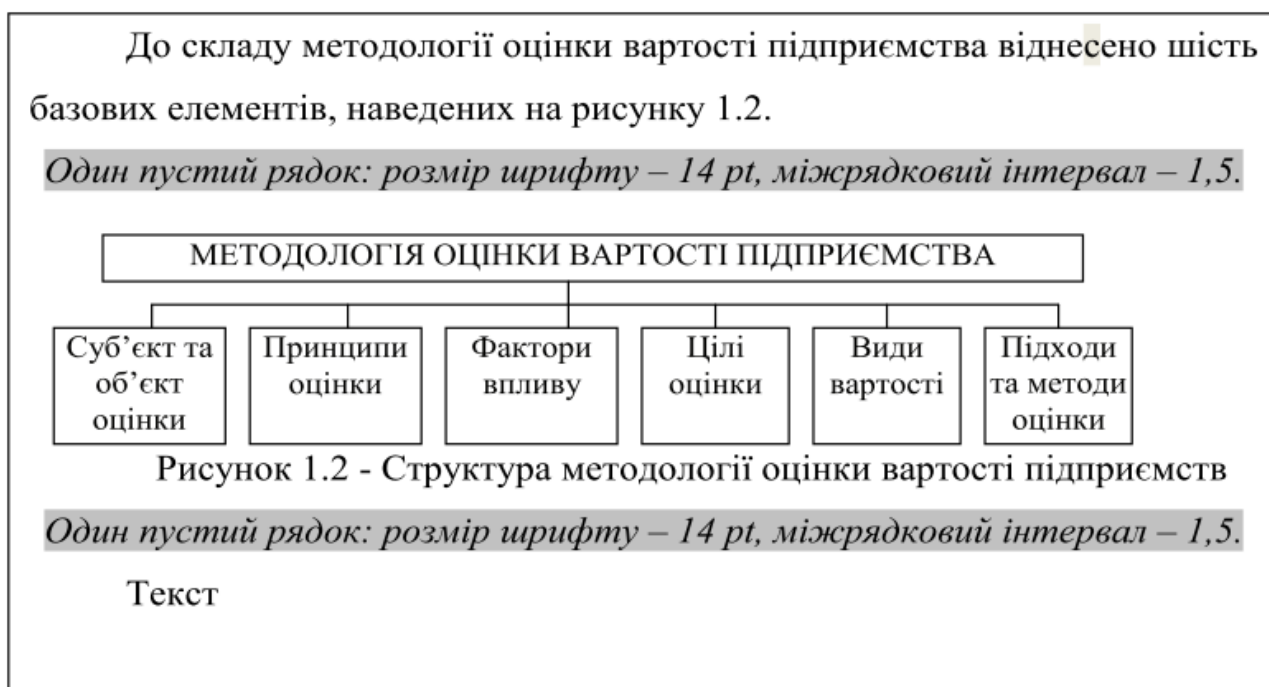 До складу методології оцінки вартості підприємства віднесено шість
базових елементів, наведених на рисунку 1.2.
Один пустий рядок: розмір шрифту – 14 pt, міжрядковий інтервал – 1,5.
МЕТОДОЛОГІЯ ОЦІНКИ ВАРТОСТІ ПІДПРИЄМСТВА
Суб’єкт та
об’єкт
оцінки
Принципи
оцінки
Фактори
впливу
Цілі
оцінки
Види
вартості
Підходи
та методи
оцінки
Рисунок 1.2 - Структура методології оцінки вартості підприємств
Один пустий рядок: розмір шрифту – 14 pt, міжрядковий інтервал – 1,5.
Текст